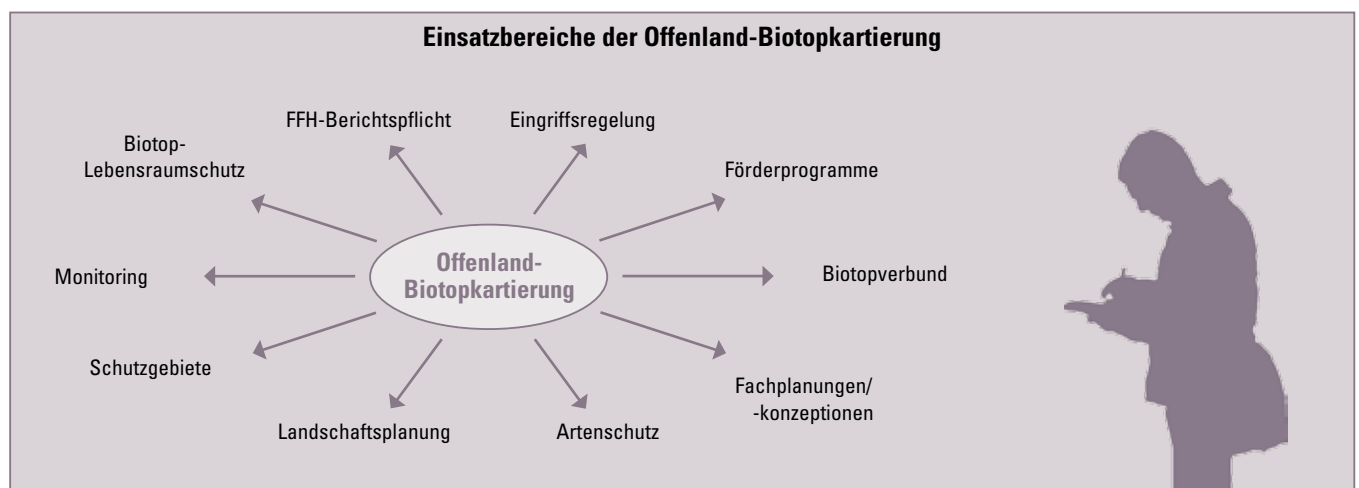 Einsatzbereiche der Offenland-Biotopkartierung
FFH-Berichtspflicht
Eingriffsregelung
Biotop-
Lebensraumschutz
Förderprogramme
Offenland-
Biotopkartierung
Monitoring
Biotopverbund
Schutzgebiete
Fachplanungen/
-konzeptionen
Landschaftsplanung
Artenschutz